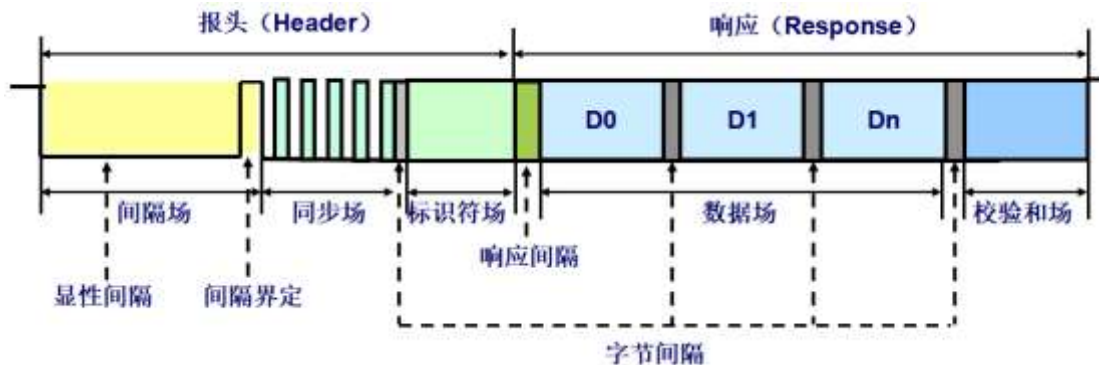 报头（Header） 响应（Response）
D0 D1 Dn
间隔场 同步场 标识符场 数据场 校验和场
响应间隔
显性间隔 间隔界定
字节间隔